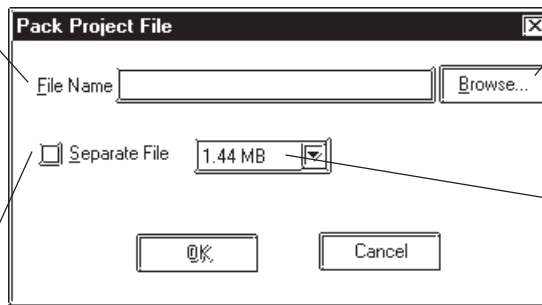 Pack Project File
File Name
Browse...
Separate File
1.44 MB
OK
Cancel